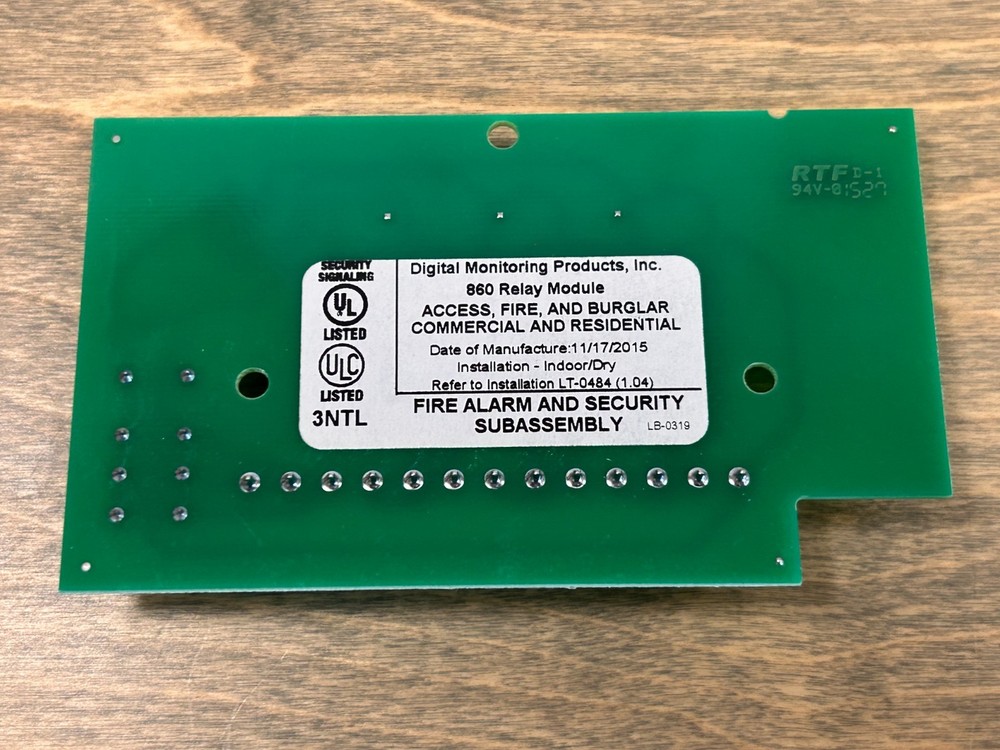 RTF D-1
94V-0 1527
SECURITY
SIGNALING
UL
LISTED
ULC
LISTED
3NTL
Digital Monitoring Products, Inc.
860 Relay Module
ACCESS, FIRE, AND BURGLAR
COMMERCIAL AND RESIDENTIAL
Date of Manufacture:11/17/2015
Installation - Indoor/Dry
Refer to Installation LT-0484 (1.04)
FIRE ALARM AND SECURITY
SUBASSEMBLY
LB-0319